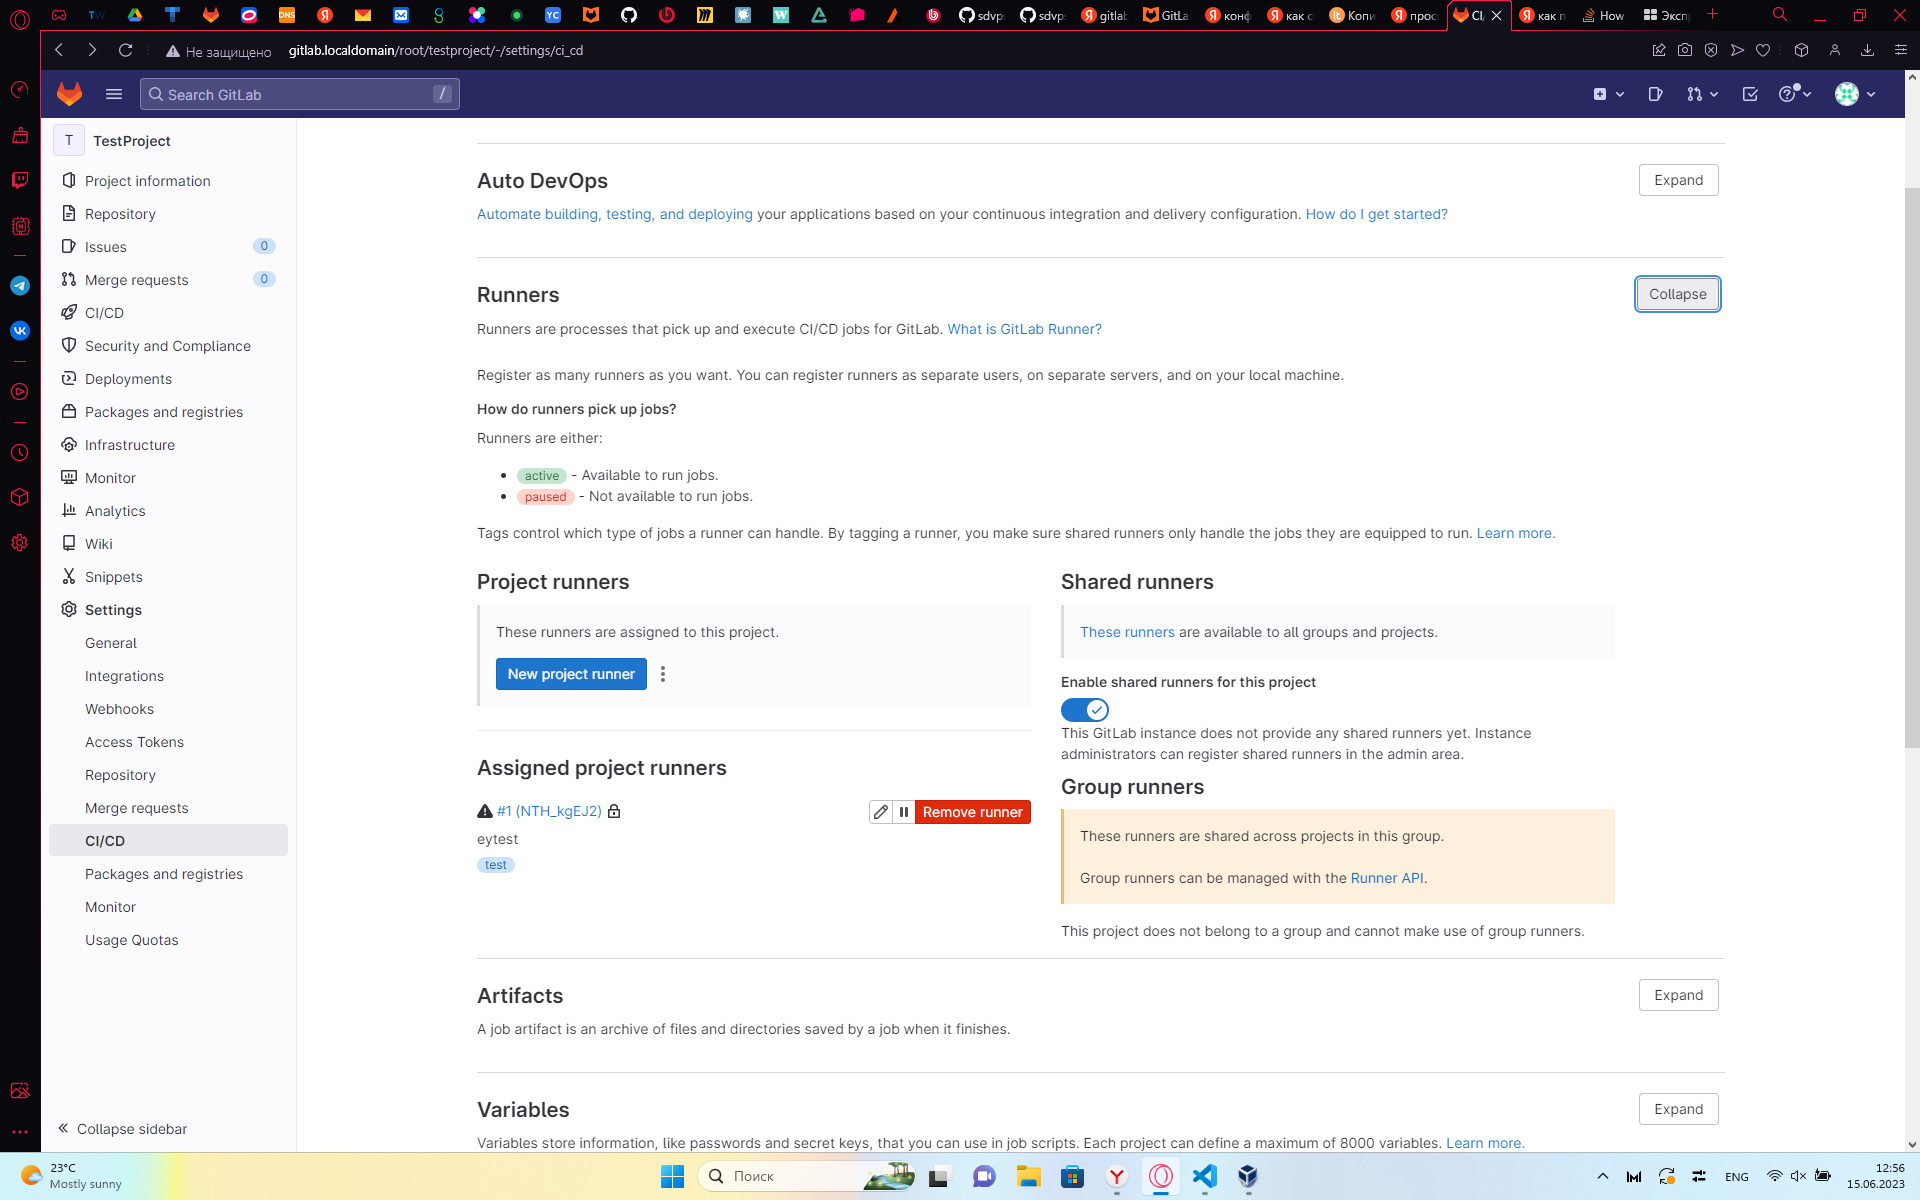 TW
DNS
YC
sdvp
sdvp
gitlab
GitLa
конф
как с
Копи
прос
CI/
как п
How
Экспр
Не защищено
gitlab.localdomain/root/testproject/-/settings/ci_cd
Search GitLab
/
T
TestProject
Project information
Repository
Issues
0
Merge requests
0
CI/CD
Security and Compliance
Deployments
Packages and registries
Infrastructure
Monitor
Analytics
Wiki
Snippets
Settings
General
Integrations
Webhooks
Access Tokens
Repository
Merge requests
CI/CD
Packages and registries
Monitor
Usage Quotas
Collapse sidebar
Auto DevOps
Expand
Automate building, testing, and deploying your applications based on your continuous integration and delivery configuration. How do I get started?
Runners
Collapse
Runners are processes that pick up and execute CI/CD jobs for GitLab. What is GitLab Runner?
Register as many runners as you want. You can register runners as separate users, on separate servers, and on your local machine.
How do runners pick up jobs?
Runners are either:
active - Available to run jobs.
paused - Not available to run jobs.
Tags control which type of jobs a runner can handle. By tagging a runner, you make sure shared runners only handle the jobs they are equipped to run. Learn more.
Project runners
These runners are assigned to this project.
New project runner
Assigned project runners
#1 (NTH_kgEJ2)
Remove runner
eytest
test
Shared runners
These runners are available to all groups and projects.
Enable shared runners for this project
This GitLab instance does not provide any shared runners yet. Instance
administrators can register shared runners in the admin area.
Group runners
These runners are shared across projects in this group.
Group runners can be managed with the Runner API.
This project does not belong to a group and cannot make use of group runners.
Artifacts
Expand
A job artifact is an archive of files and directories saved by a job when it finishes.
Variables
Expand
Variables store information, like passwords and secret keys, that you can use in job scripts. Each project can define a maximum of 8000 variables. Learn more.
23°C
Mostly sunny
Поиск
ENG
12:56
15.06.2023